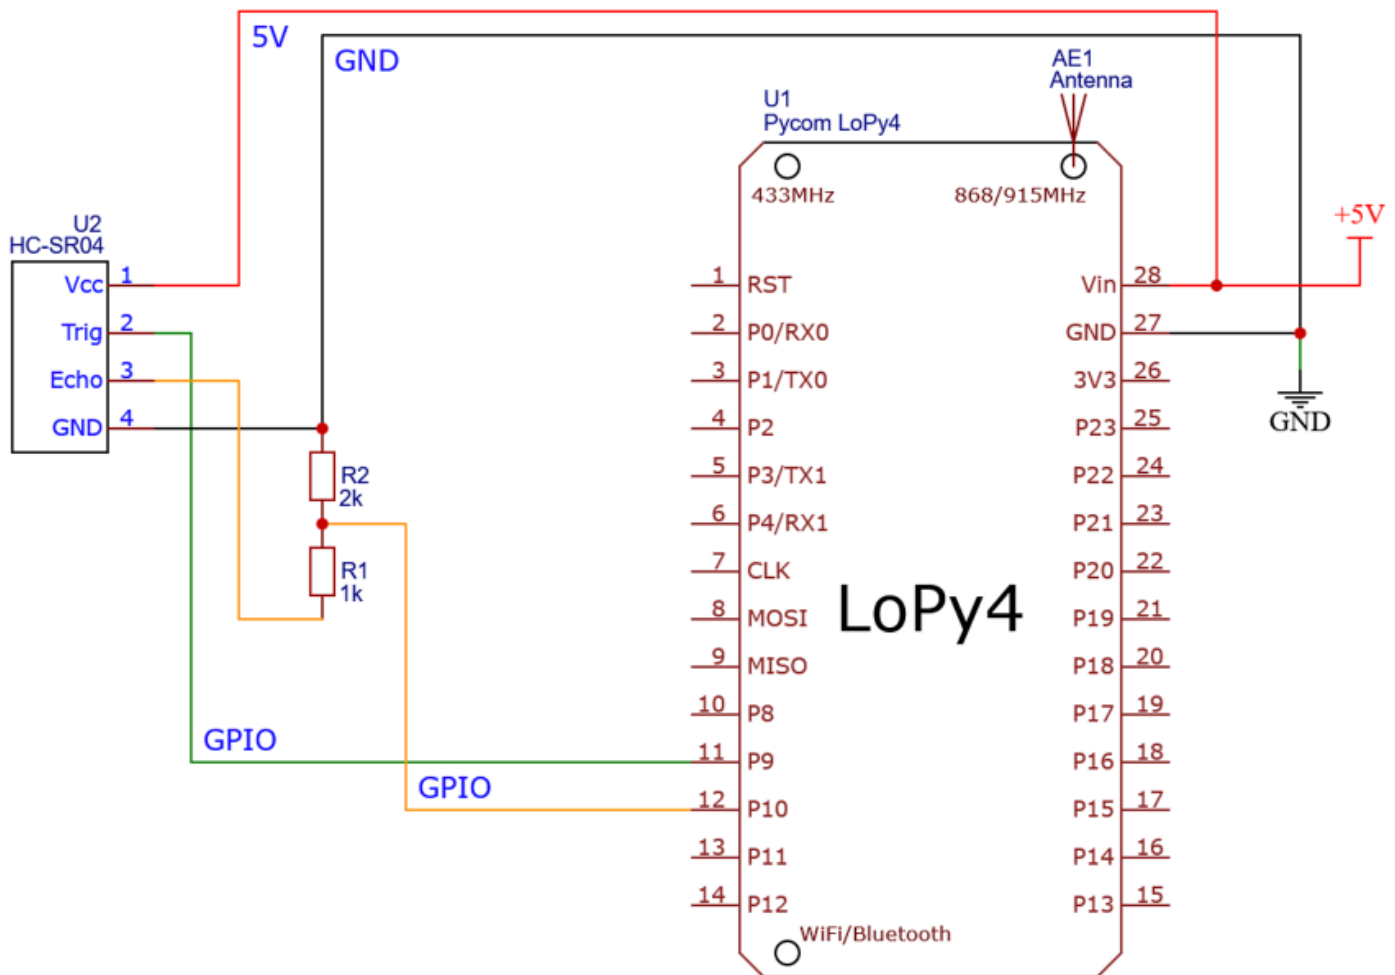 5V
GND
AE1
Antenna
U1
Pycom LoPy4
433MHz
868/915MHz
+5V
U2
HC-SR04
Vcc 1
Trig 2
Echo 3
GND 4
R2
2k
R1
1k
GPIO
GPIO
1 RST
2 P0/RX0
3 P1/TX0
4 P2
5 P3/TX1
6 P4/RX1
7 CLK
8 MOSI
9 MISO
10 P8
11 P9
12 P10
13 P11
14 P12
LoPy4
Vin 28
GND 27
3V3 26
P23 25
P22 24
P21 23
P20 22
P19 21
P18 20
P17 19
P16 18
P15 17
P14 16
P13 15
GND
WiFi/Bluetooth